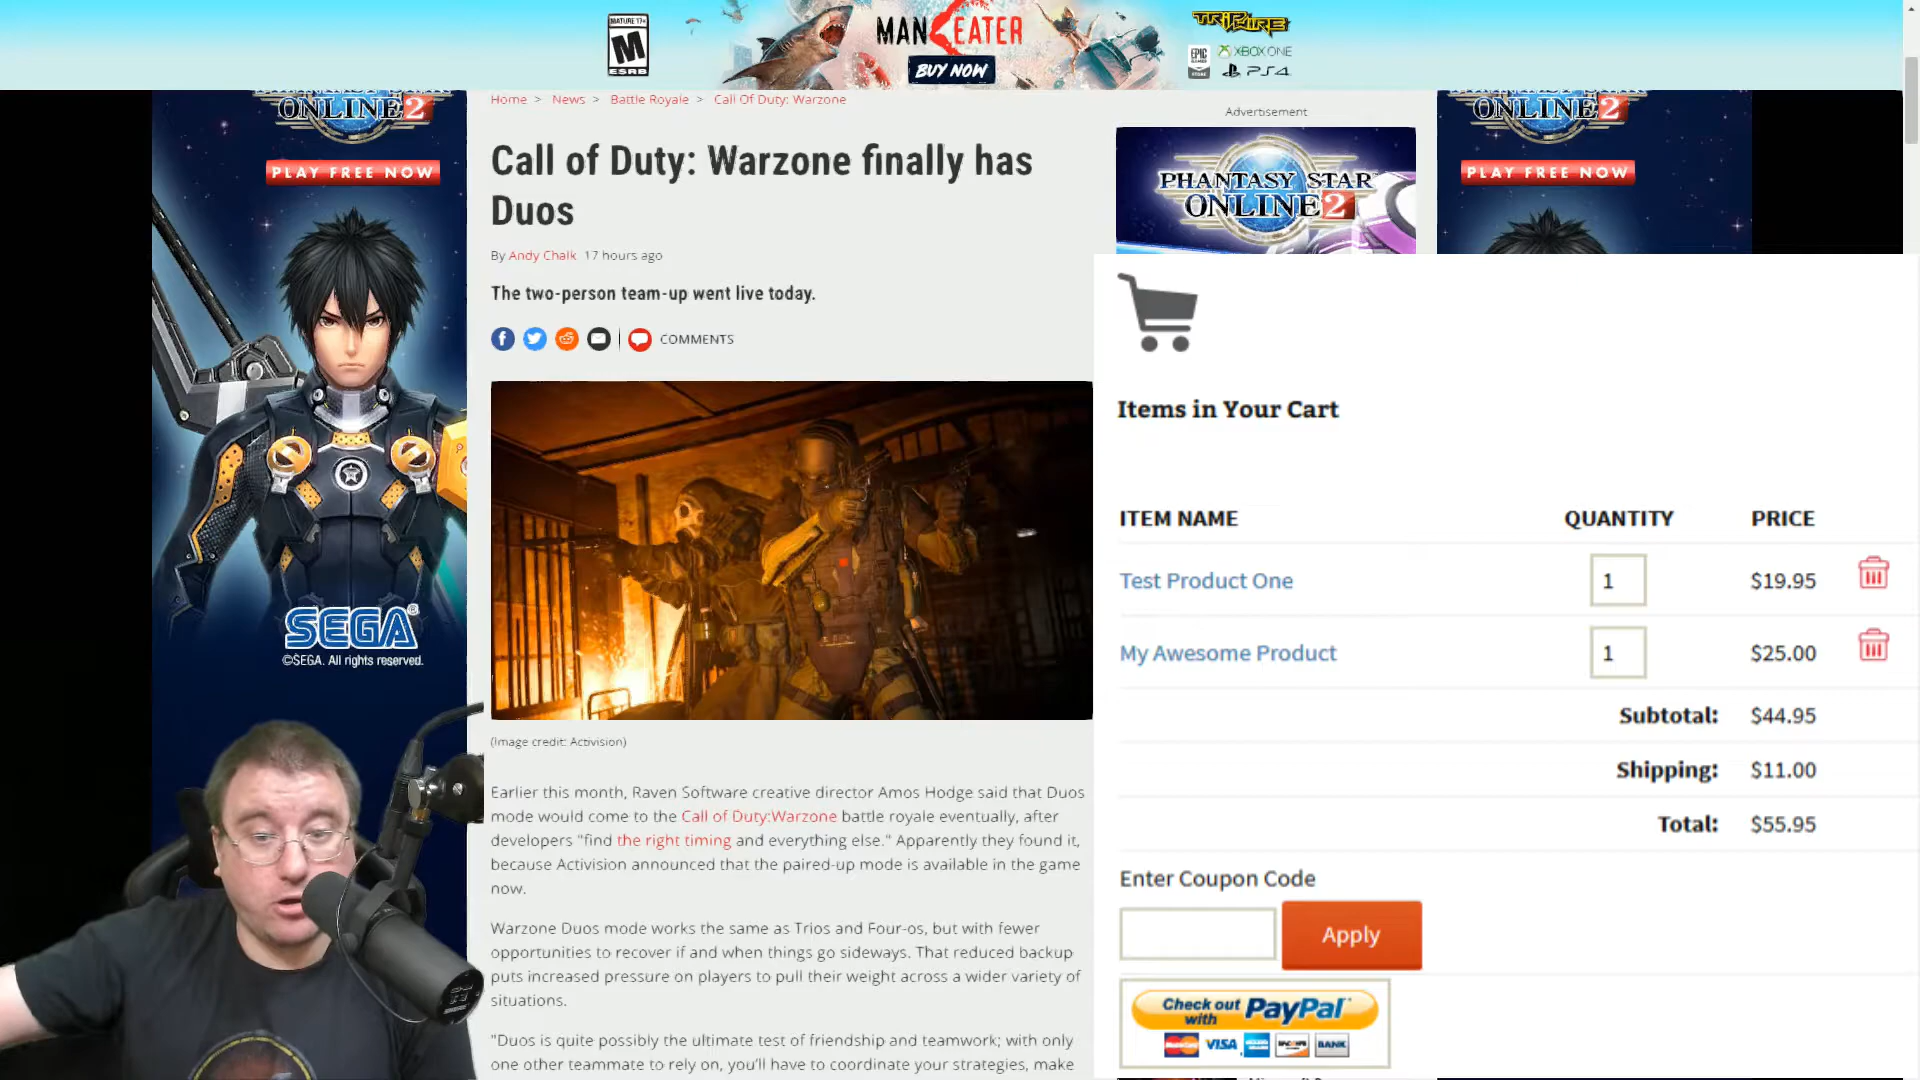 MATURE 17+
M
ESRB
MANEATER
BUY NOW
TRIPWIRE
EPIC
GAMES
STORE
XBOX ONE
PS4
ONLINE 2
PLAY FREE NOW
SEGA®
©SEGA. All rights reserved.
Home > News > Battle Royale > Call Of Duty: Warzone
Call of Duty: Warzone finally has
Duos
By Andy Chalk 17 hours ago
The two-person team-up went live today.
COMMENTS
(Image credit: Activision)
Earlier this month, Raven Software creative director Amos Hodge said that Duos
mode would come to the Call of Duty:Warzone battle royale eventually, after
developers "find the right timing and everything else." Apparently they found it,
because Activision announced that the paired-up mode is available in the game
now.
Warzone Duos mode works the same as Trios and Four-os, but with fewer
opportunities to recover if and when things go sideways. That reduced backup
puts increased pressure on players to pull their weight across a wider variety of
situations.
"Duos is quite possibly the ultimate test of friendship and teamwork; with only
one other teammate to rely on, you'll have to coordinate your strategies, make
Advertisement
PHANTASY STAR
ONLINE 2
ONLINE 2
PLAY FREE NOW
Items in Your Cart
ITEM NAME QUANTITY PRICE
Test Product One 1 $19.95
My Awesome Product 1 $25.00
Subtotal: $44.95
Shipping: $11.00
Total: $55.95
Enter Coupon Code
Apply
Check out with PayPal
MasterCard VISA DISCOVER BANK